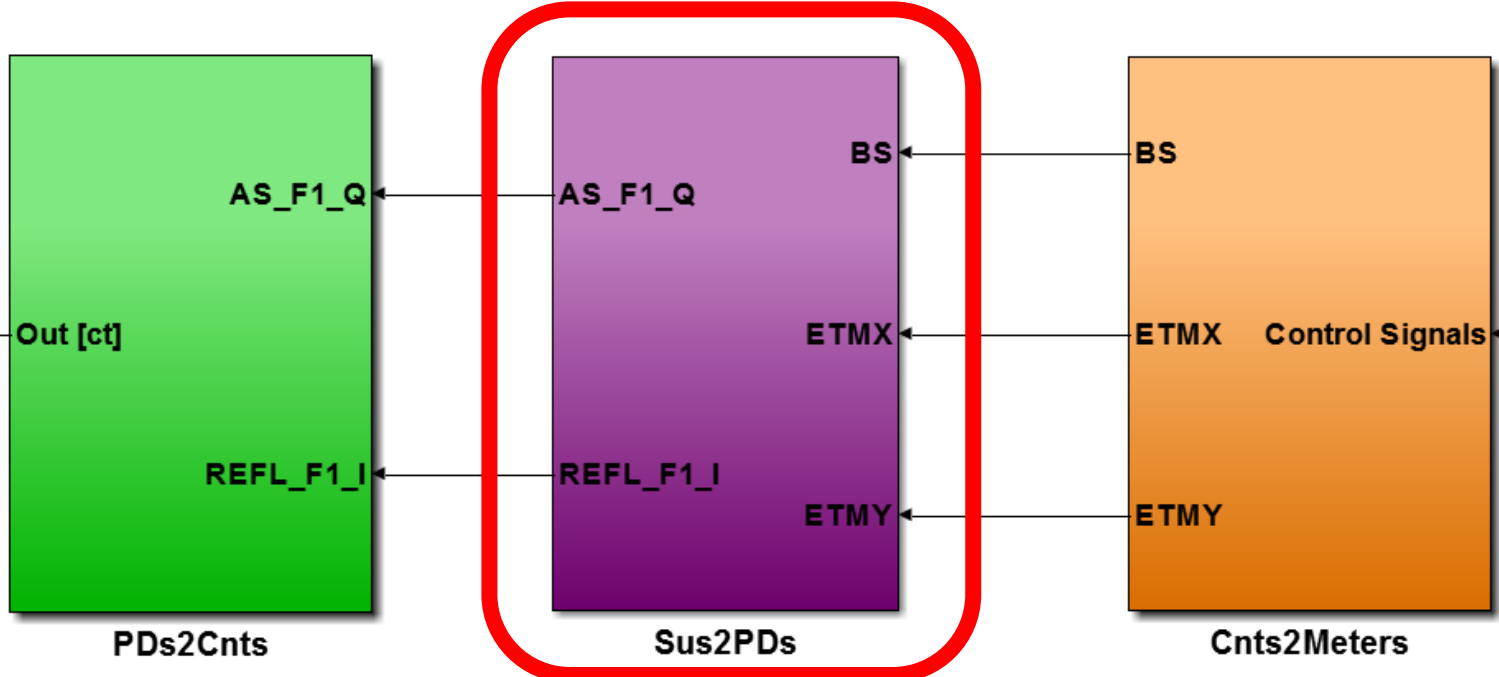 BS
BS
AS_F1_Q
AS_F1_Q
Out [ct]
ETMX
ETMX
Control Signals
REFL_F1_I
REFL_F1_I
ETMY
ETMY
PDs2Cnts
Sus2PDs
Cnts2Meters